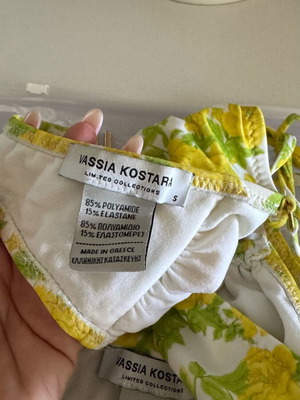 VASSIA KOSTARA
LIMITED COLLECTIONS
S
85% POLYAMIDE
15% ELASTANE
85% ΠΟΛΥΑΜΙΔΙΟ
15% ΕΛΑΣΤΟΜΕΡΕΣ
MADE IN GREECE
ΕΛΛΗΝΙΚΗΣ ΚΑΤΑΣΚΕΥΗΣ
VASSIA KOSTAR
LIMITED COLLECTIONS